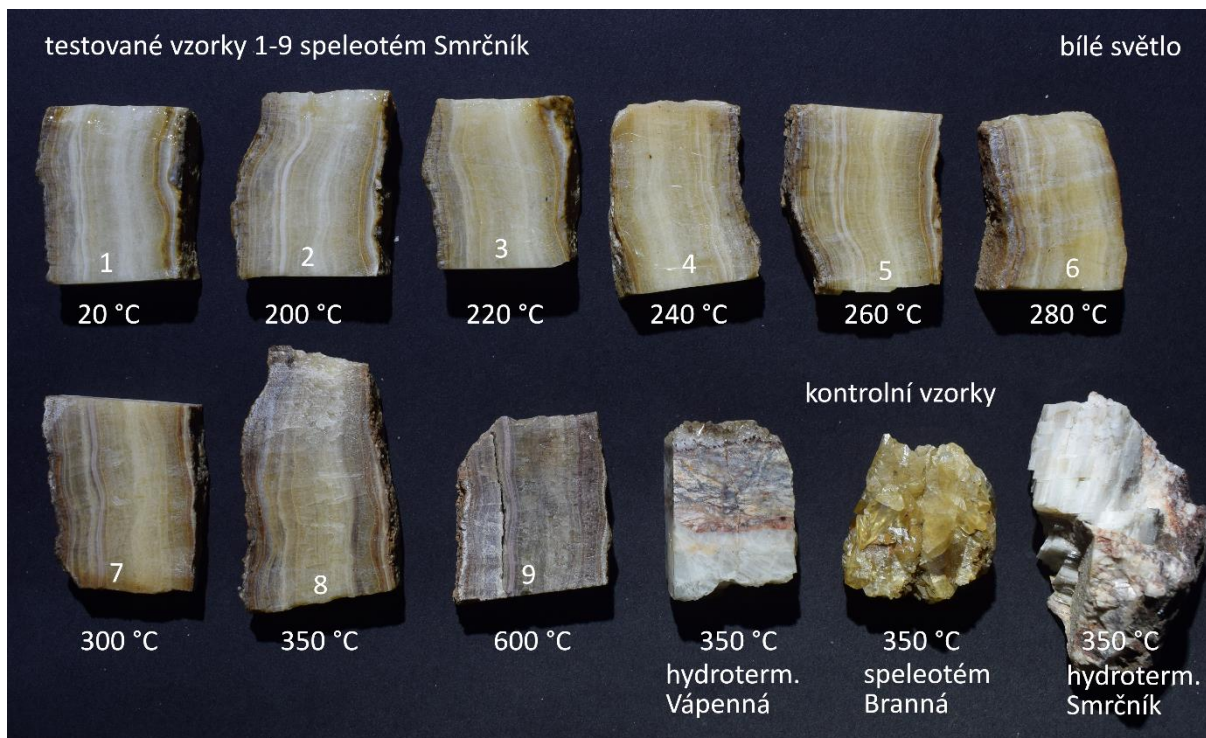 testované vzorky 1-9 speleotém Smrčník
bílé světlo
1
2
3
4
5
6
20 °C
200 °C
220 °C
240 °C
260 °C
280 °C
kontrolní vzorky
7
8
9
300 °C
350 °C
600 °C
350 °C
hydroterm.
Vápenná
350 °C
speleotém
Branná
350 °C
hydroterm.
Smrčník